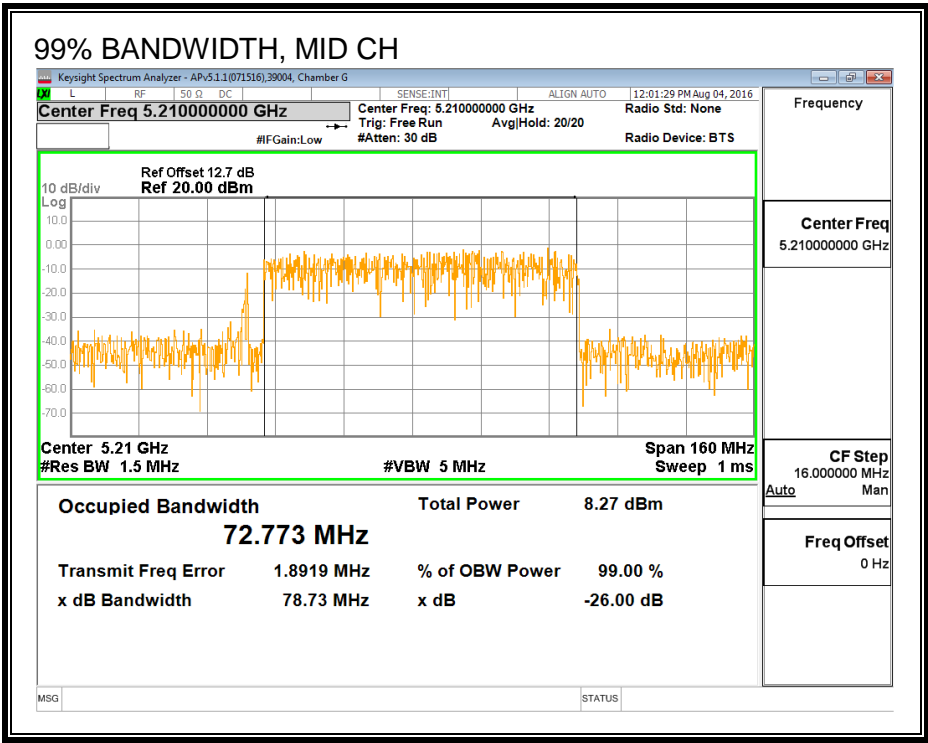 99% BANDWIDTH, MID CH
Keysight Spectrum Analyzer - APv5.1.1(071516),39004, Chamber G
LXI L RF 50 Ω DC SENSE:INT ALIGN AUTO 12:01:29 PM Aug 04, 2016
Center Freq 5.210000000 GHz
Center Freq: 5.210000000 GHz
Radio Std: None
Trig: Free Run Avg|Hold: 20/20
#IFGain:Low
#Atten: 30 dB
Radio Device: BTS
Frequency
Ref Offset 12.7 dB
10 dB/div Ref 20.00 dBm
Log
10.0
0.00
-10.0
-20.0
-30.0
-40.0
-50.0
-60.0
-70.0
Center 5.21 GHz Span 160 MHz
#Res BW 1.5 MHz #VBW 5 MHz Sweep 1 ms
Center Freq
5.210000000 GHz
CF Step
16.000000 MHz
Auto Man
Freq Offset
0 Hz
Occupied Bandwidth Total Power 8.27 dBm
72.773 MHz
Transmit Freq Error 1.8919 MHz % of OBW Power 99.00 %
x dB Bandwidth 78.73 MHz x dB -26.00 dB
MSG STATUS